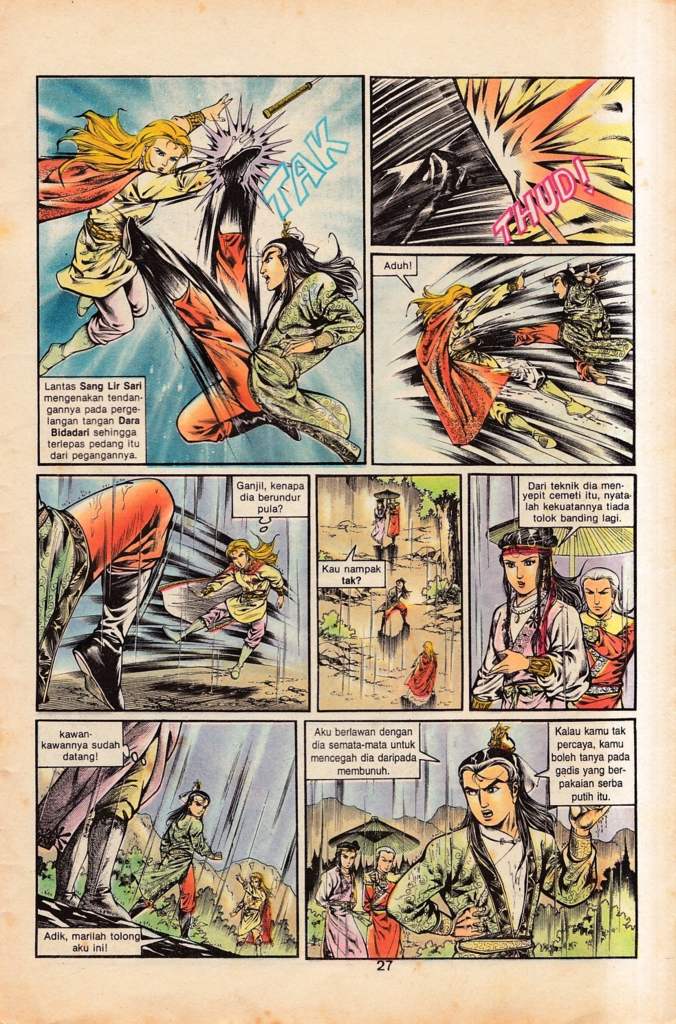 TAK
Lantas Sang Lir Sari
mengenakan tendan-
gannya pada perge-
langan tangan Dara
Bidadari sehingga
terlepas pedang itu
dari pegangannya.
THUD!
Aduh!
Ganjil, kenapa
dia berundur
pula?
Kau nampak
tak?
Dari teknik dia men-
yepit cemeti itu, nyata-
lah kekuatannya tiada
tolok banding lagi.
kawan-
kawannya sudah
datang!
Adik, marilah tolong
aku ini!
Aku berlawan dengan
dia semata-mata untuk
mencegah dia daripada
membunuh.
Kalau kamu tak
percaya, kamu
boleh tanya pada
gadis yang ber-
pakaian serba
putih itu.
27